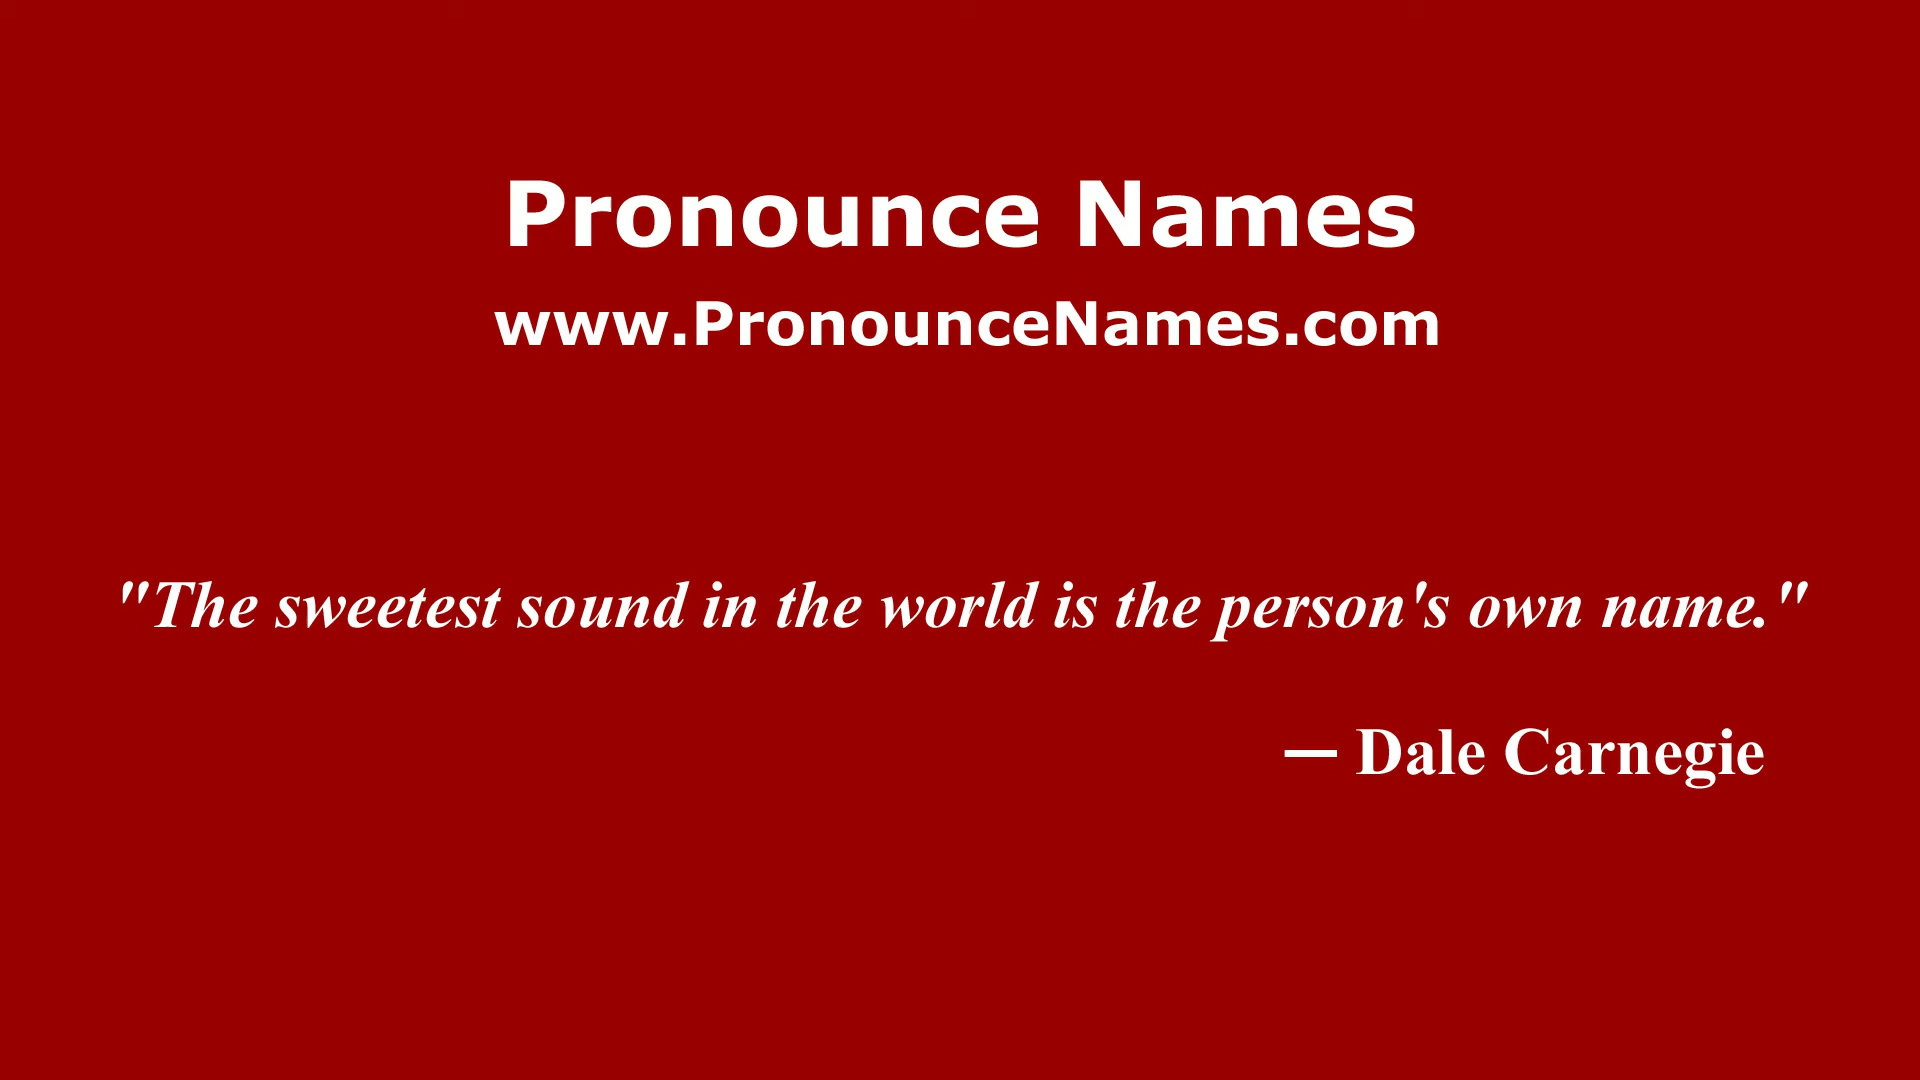 Pronounce Names
www.PronounceNames.com
"The sweetest sound in the world is the person's own name."
— Dale Carnegie